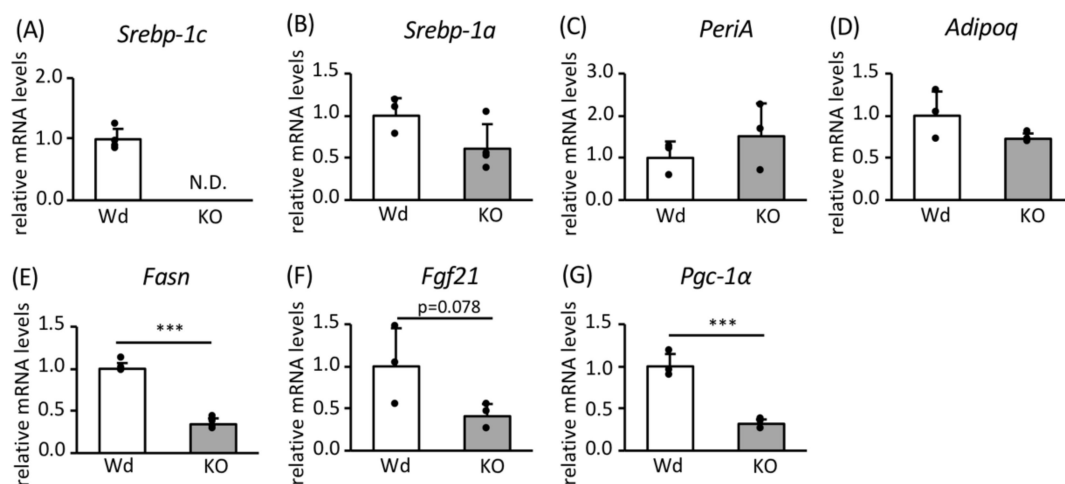 (A) Srebp-1c
relative mRNA levels
2.0
1.0
0.0
N.D.
Wd KO
(B) Srebp-1a
relative mRNA levels
1.5
1.0
0.5
0.0
Wd KO
(C) PeriA
relative mRNA levels
3.0
2.0
1.0
0.0
Wd KO
(D) Adipoq
relative mRNA levels
1.5
1.0
0.5
0.0
Wd KO
(E) Fasn
relative mRNA levels
***
1.5
1.0
0.5
0.0
Wd KO
(F) Fgf21
relative mRNA levels
p=0.078
1.5
1.0
0.5
0.0
Wd KO
(G) Pgc-1α
relative mRNA levels
***
1.5
1.0
0.5
0.0
Wd KO